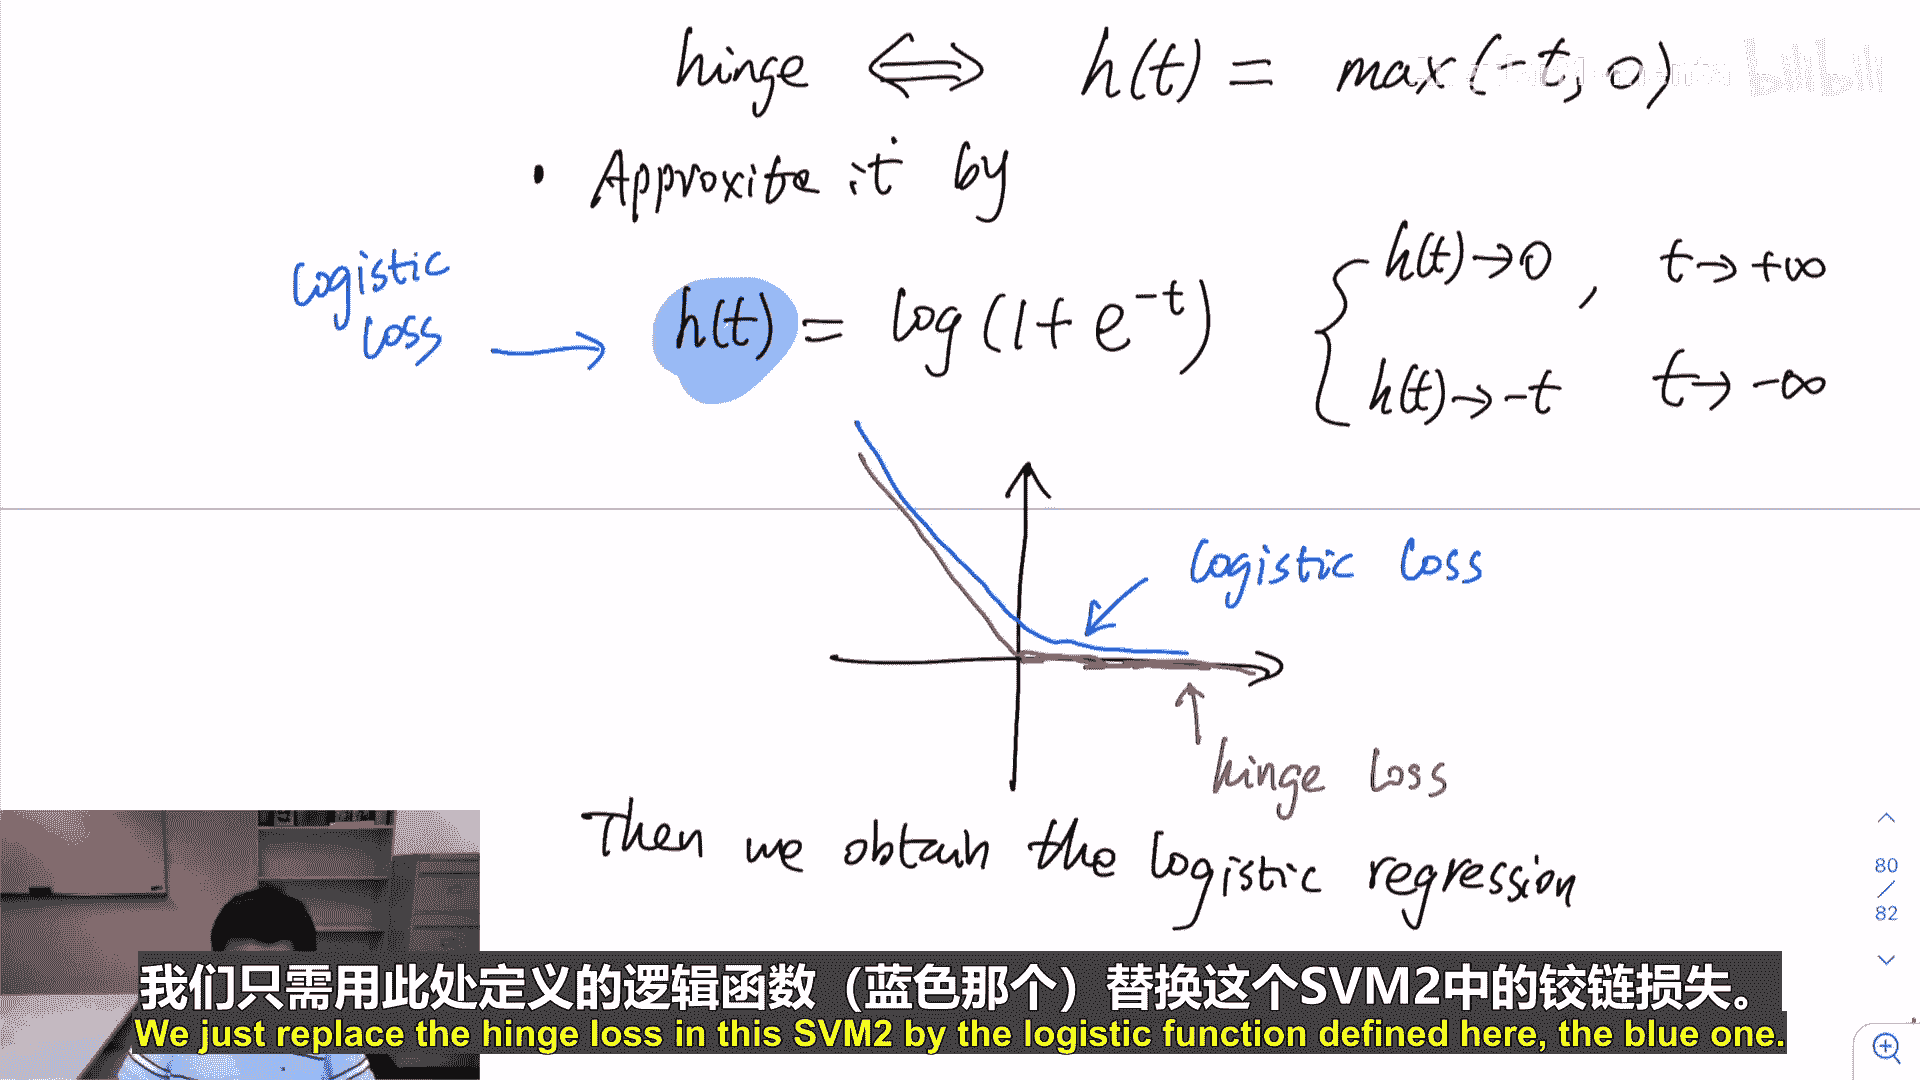 hinge ⟺ h(t) = max(-t, 0)
bilibili
• Approxite it by
logistic loss → h(t) = log(1 + e^{-t})
h(t) → 0, t → +∞
h(t) → -t t → -∞
logistic loss
hinge loss
Then we obtain the logistic regression
80
/
82
我们只需用此处定义的逻辑函数（蓝色那个）替换这个SVM2中的铰链损失。
We just replace the hinge loss in this SVM2 by the logistic function defined here, the blue one.